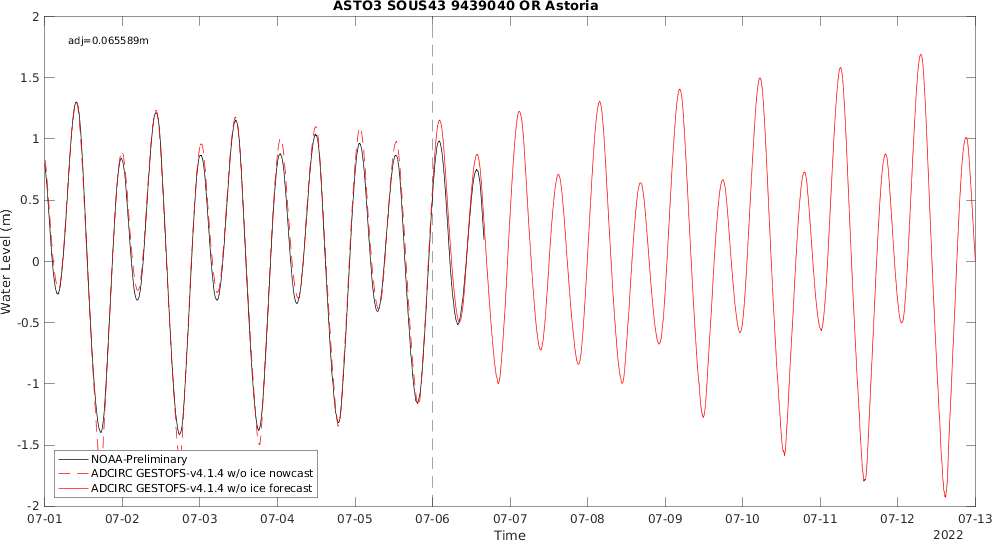 ASTO3 SOUS43 9439040 OR Astoria
adj=0.065589m
2
1.5
1
0.5
0
-0.5
-1
-1.5
-2
Water Level (m)
NOAA-Preliminary
ADCIRC GESTOFS-v4.1.4 w/o ice nowcast
ADCIRC GESTOFS-v4.1.4 w/o ice forecast
07-01 07-02 07-03 07-04 07-05 07-06 07-07 07-08 07-09 07-10 07-11 07-12 07-13
Time
2022